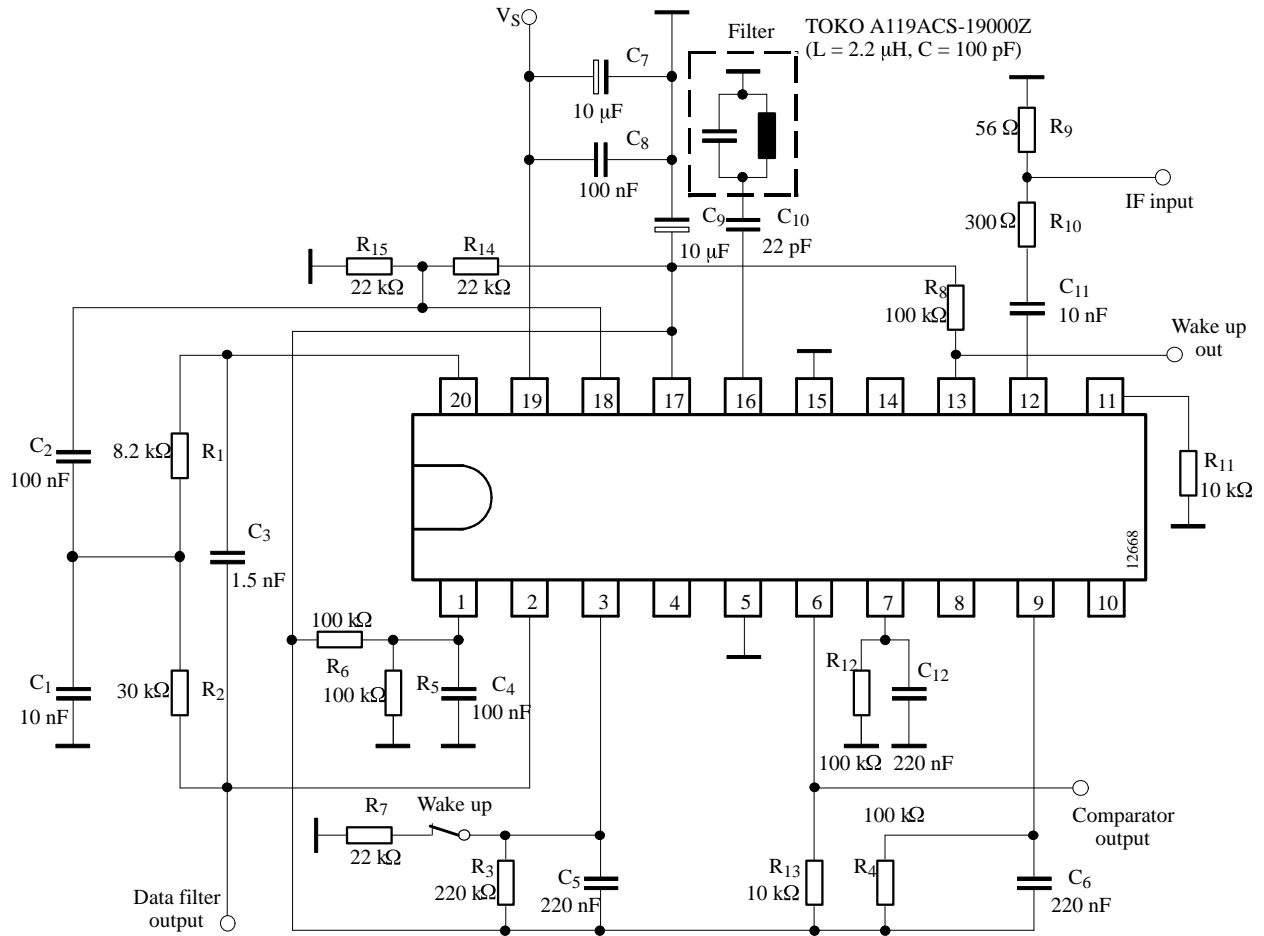 VS
Filter
TOKO A119ACS-19000Z
(L = 2.2 μH, C = 100 pF)
C7
10 μF
C8
100 nF
56 Ω
R9
IF input
C9
10 μF
C10
22 pF
300 Ω
R10
R15
22 kΩ
R14
22 kΩ
R8
100 kΩ
C11
10 nF
Wake up
out
20
19
18
17
16
15
14
13
12
11
C2
100 nF
8.2 kΩ
R1
R11
10 kΩ
C3
1.5 nF
12668
1
2
3
4
5
6
7
8
9
10
100 kΩ
R6
100 kΩ
R5
C4
100 nF
R12
100 kΩ
C12
220 nF
C1
10 nF
30 kΩ
R2
R7
22 kΩ
Wake up
Comparator
output
100 kΩ
R3
220 kΩ
C5
220 nF
R13
10 kΩ
R4
C6
220 nF
Data filter
output